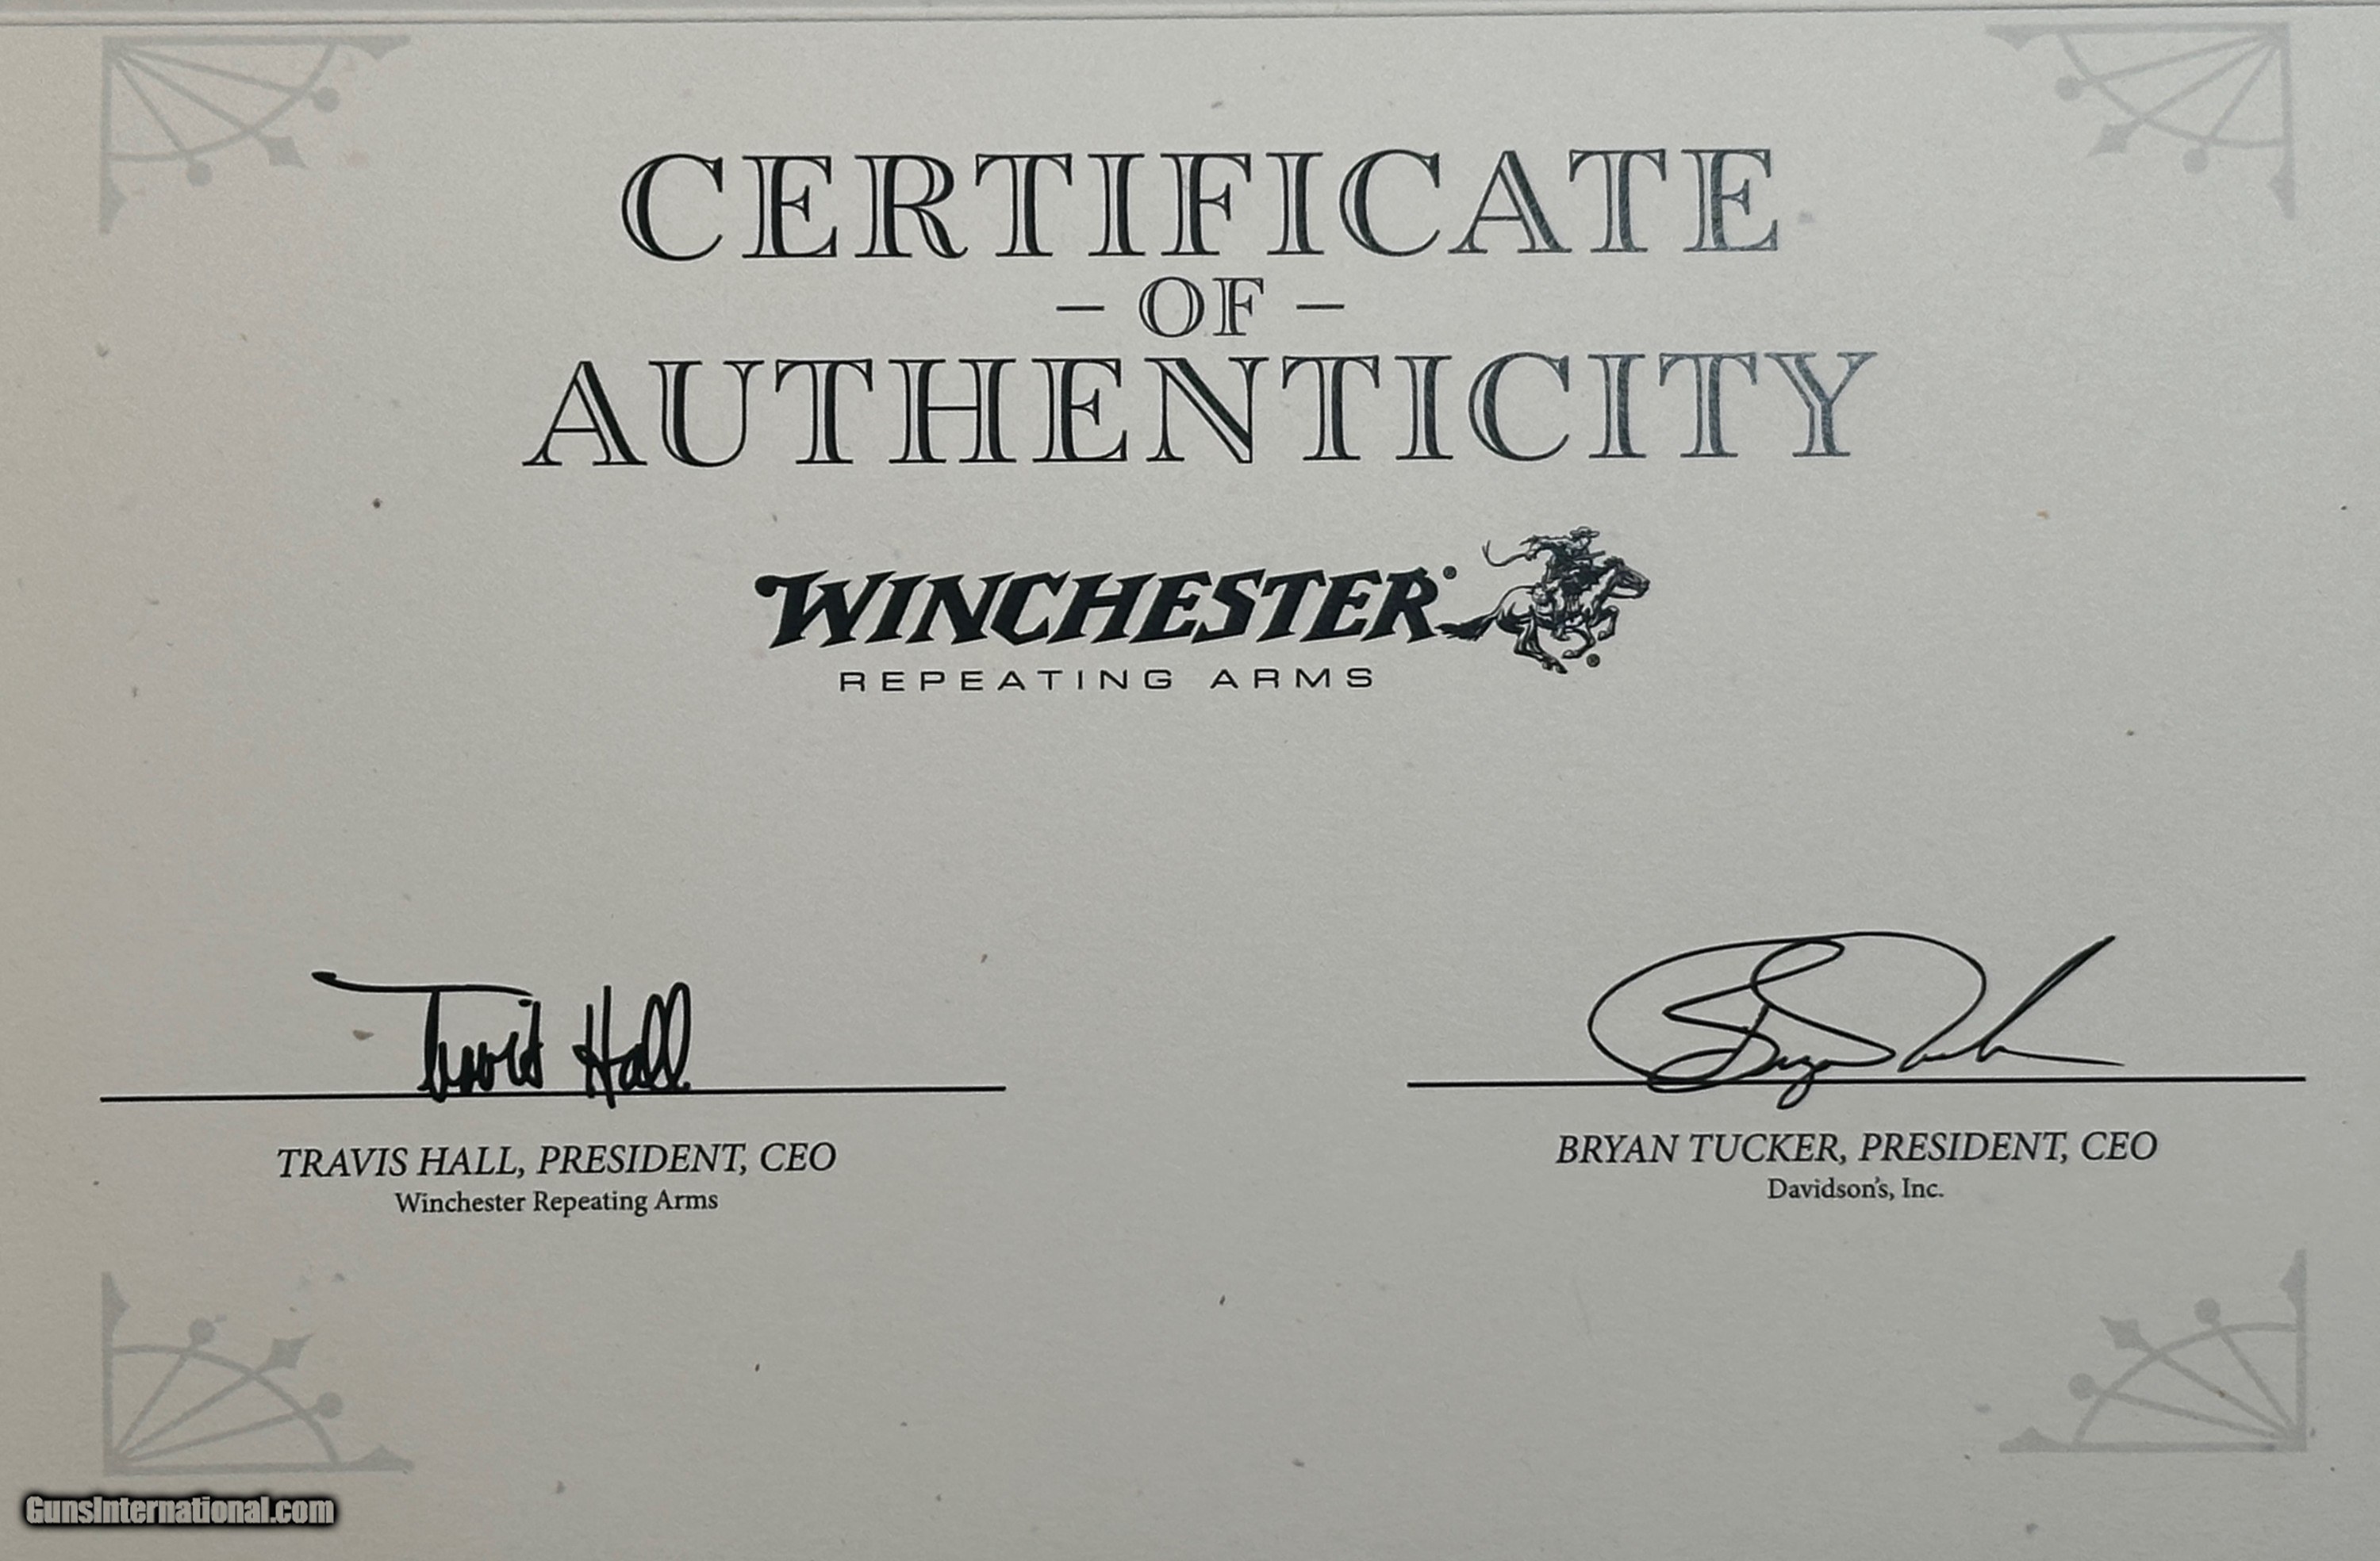 CERTIFICATE
– OF –
AUTHENTICITY
WINCHESTER®
REPEATING ARMS
Travis Hall
TRAVIS HALL, PRESIDENT, CEO
Winchester Repeating Arms
BRYAN TUCKER, PRESIDENT, CEO
Davidson's, Inc.
GunsInternational.com